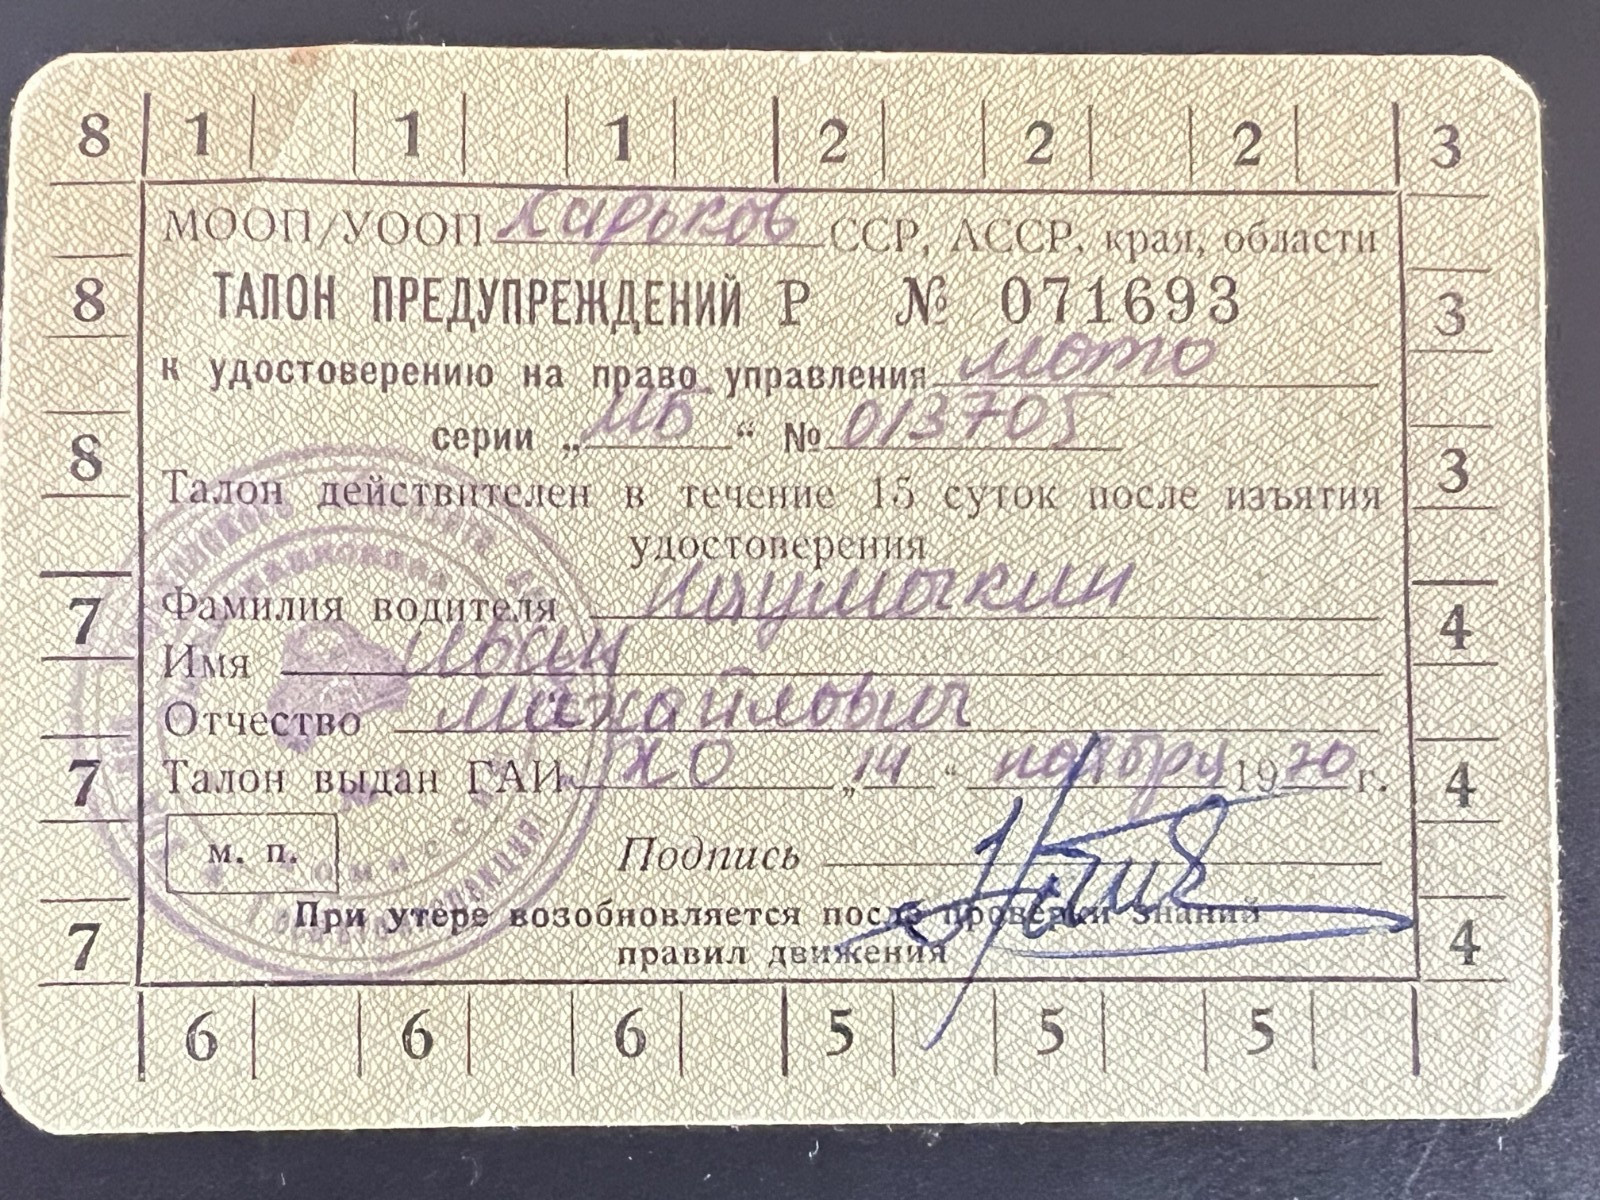 8 1 1 1 2 2 2 3
МООП/УООП Харьков ССР, АССР, края, области
8 ТАЛОН ПРЕДУПРЕЖДЕНИЙ Р № 071693 3
к удостоверению на право управления мото
8 серии „МБ“ № 013705 3
Талон действителен в течение 15 суток после изъятия
удостоверения
7 Фамилия водителя 4
Имя Иван
Отчество Михайлович
7 Талон выдан ГАИ ХО „14“ ноября 1970 г. 4
м. п. Подпись
При утере возобновляется после проверки знаний
7 правил движения 4
6 6 6 5 5 5